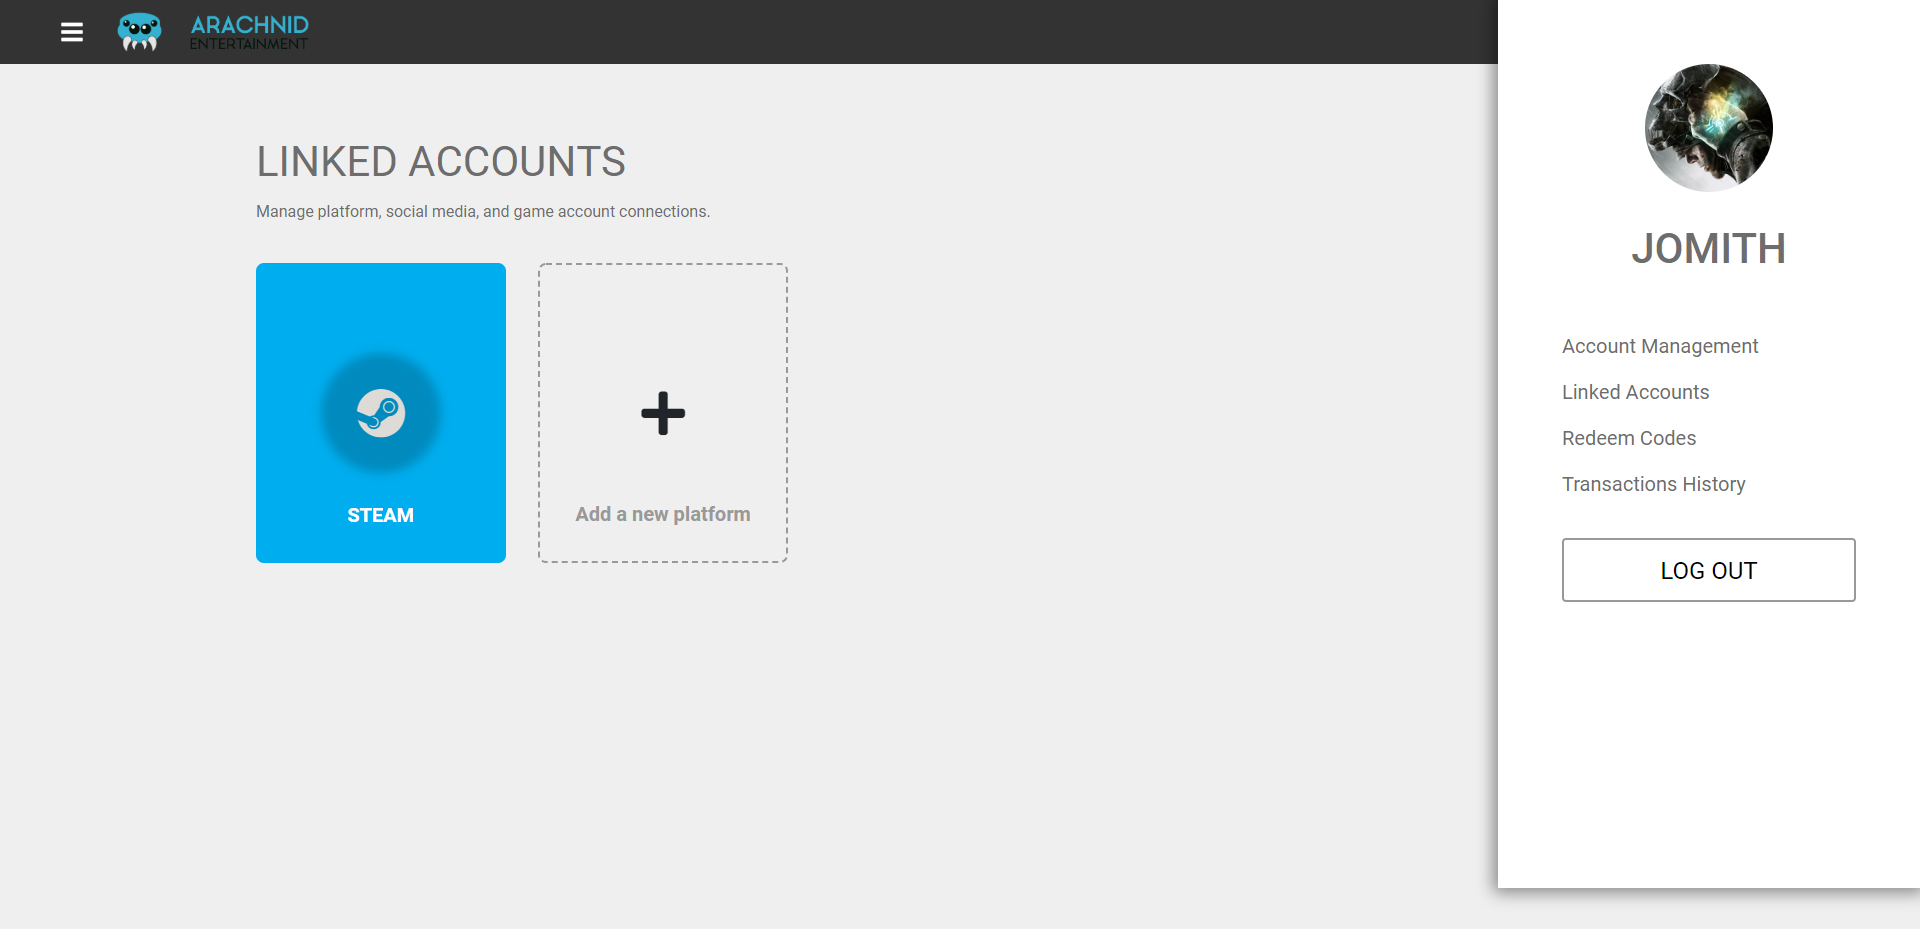 ARACHNID
ENTERTAINMENT
LINKED ACCOUNTS
Manage platform, social media, and game account connections.
STEAM
Add a new platform
JOMITH
Account Management
Linked Accounts
Redeem Codes
Transactions History
LOG OUT